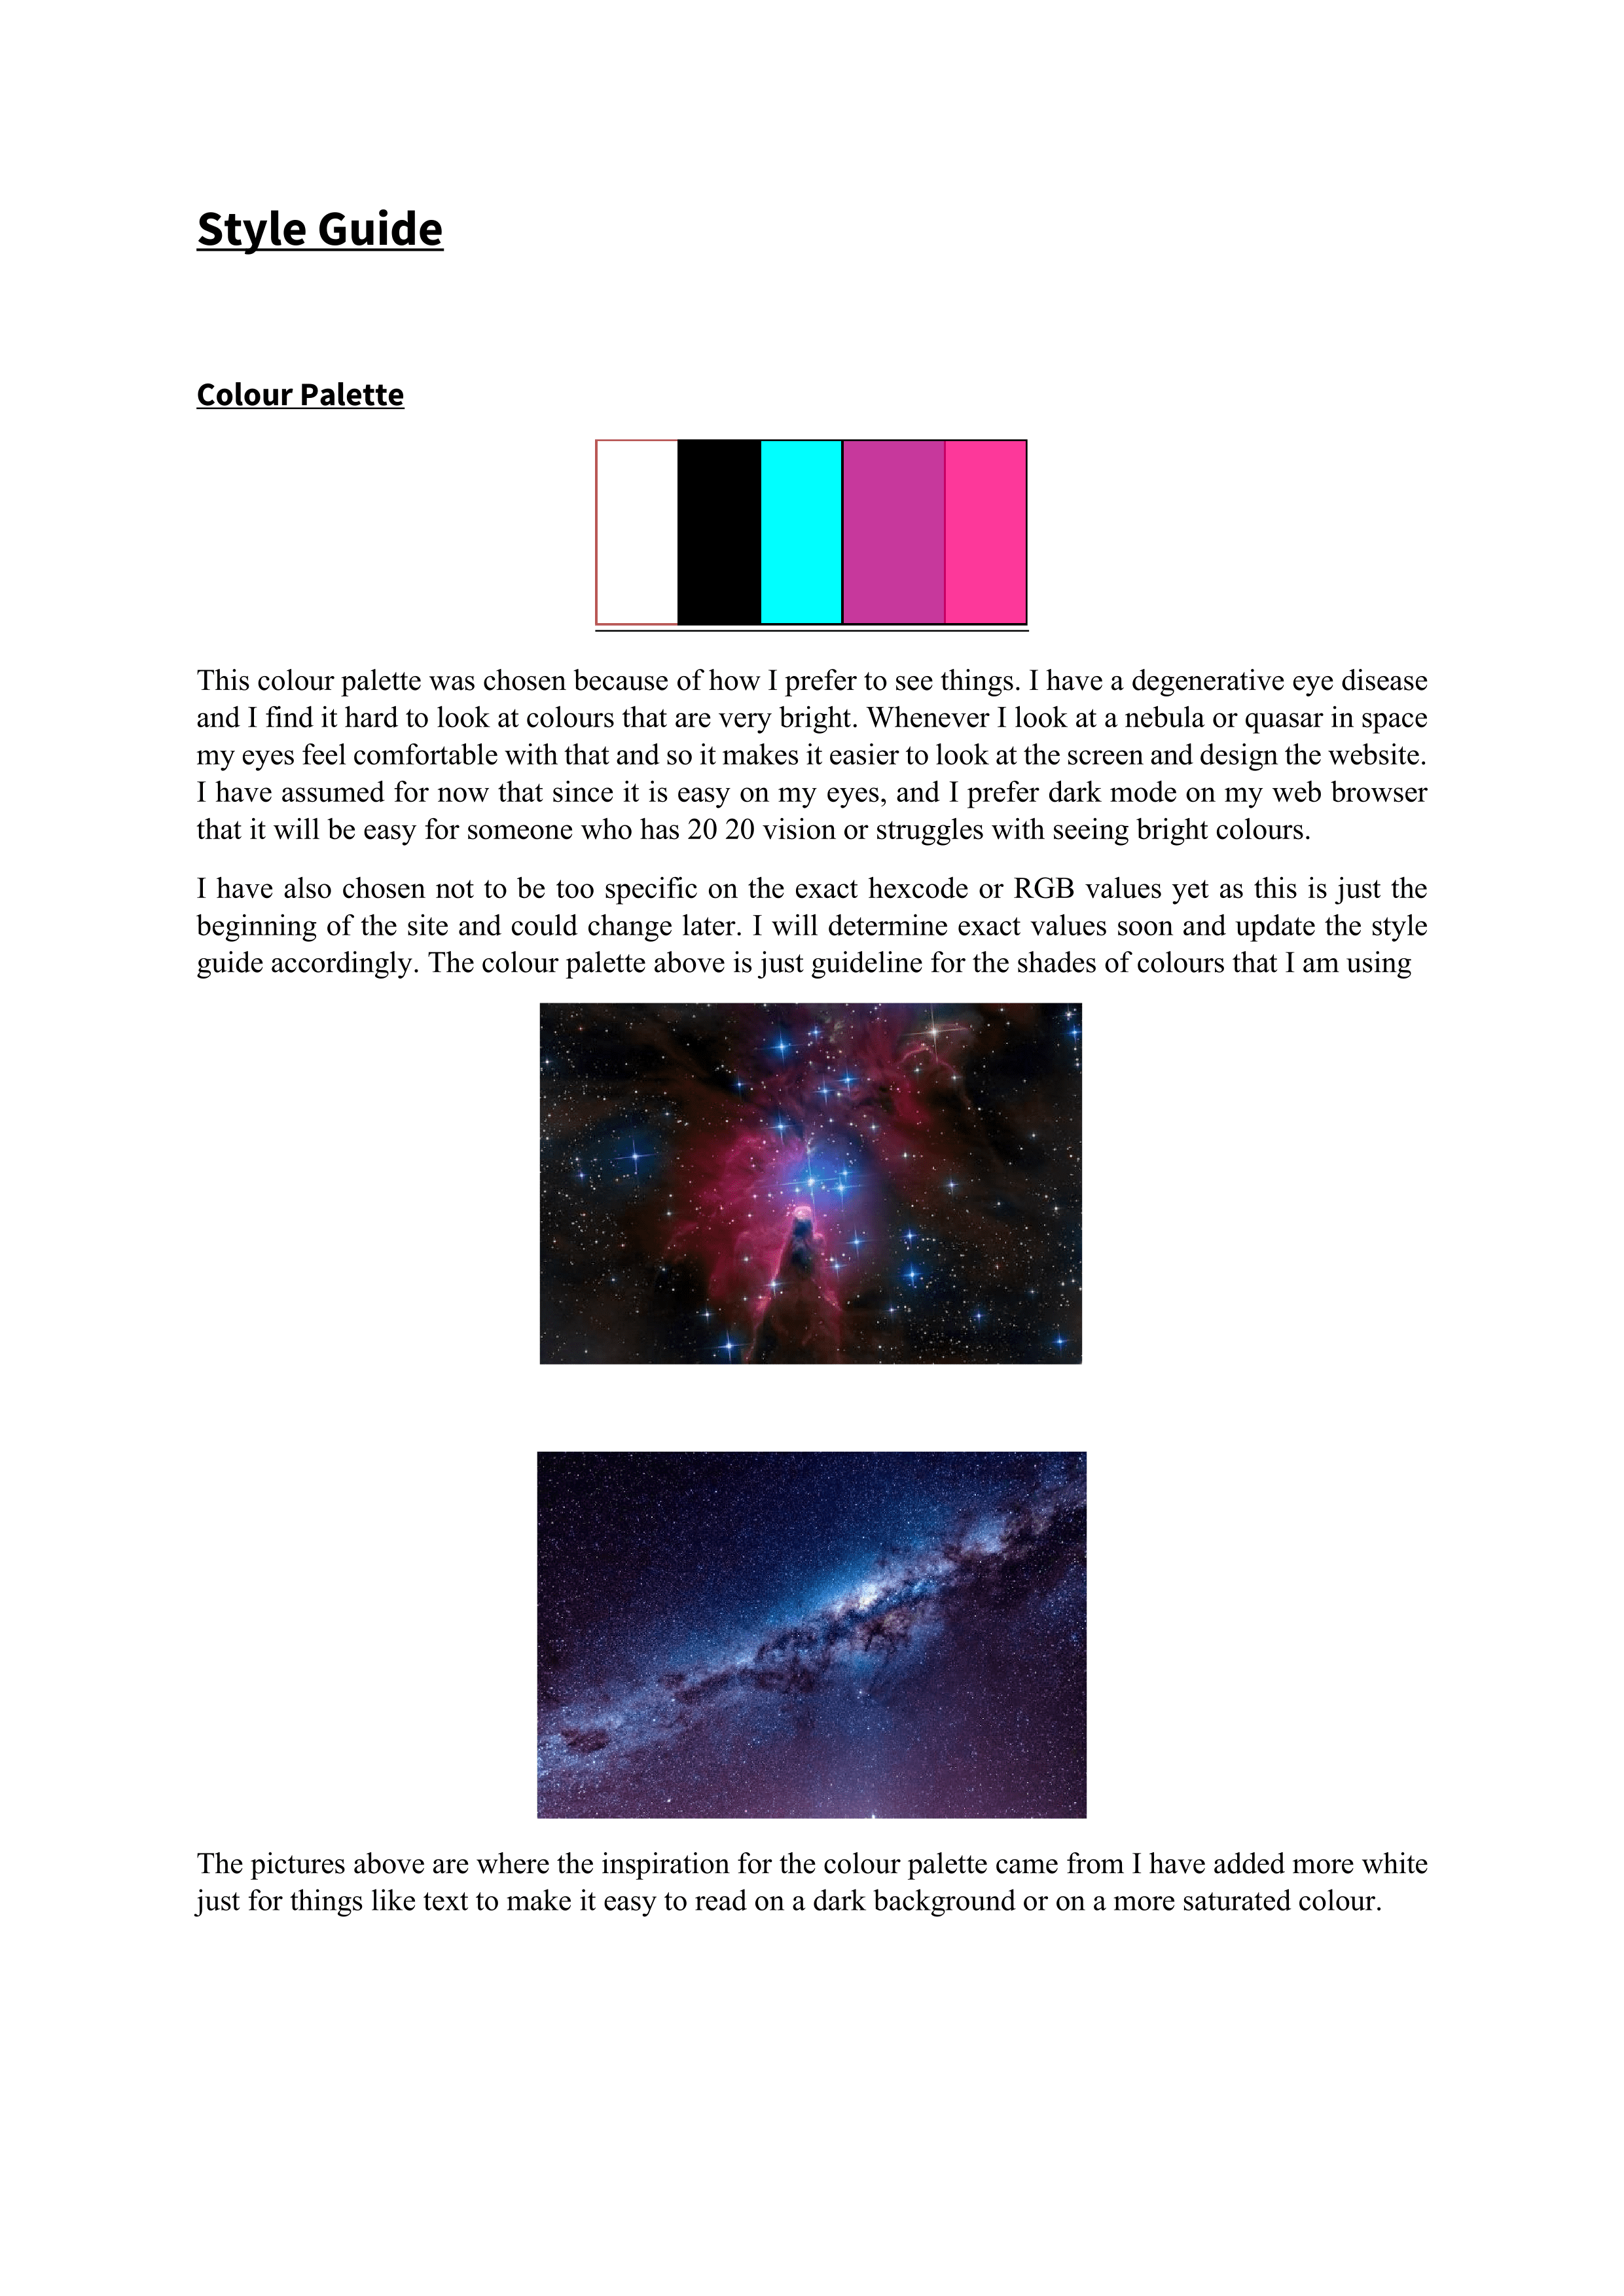 Style Guide
Colour Palette
This colour palette was chosen because of how I prefer to see things. I have a degenerative eye disease
and I find it hard to look at colours that are very bright. Whenever I look at a nebula or quasar in space
my eyes feel comfortable with that and so it makes it easier to look at the screen and design the website.
I have assumed for now that since it is easy on my eyes, and I prefer dark mode on my web browser
that it will be easy for someone who has 20 20 vision or struggles with seeing bright colours.
I have also chosen not to be too specific on the exact hexcode or RGB values yet as this is just the
beginning of the site and could change later. I will determine exact values soon and update the style
guide accordingly. The colour palette above is just guideline for the shades of colours that I am using
The pictures above are where the inspiration for the colour palette came from I have added more white
just for things like text to make it easy to read on a dark background or on a more saturated colour.